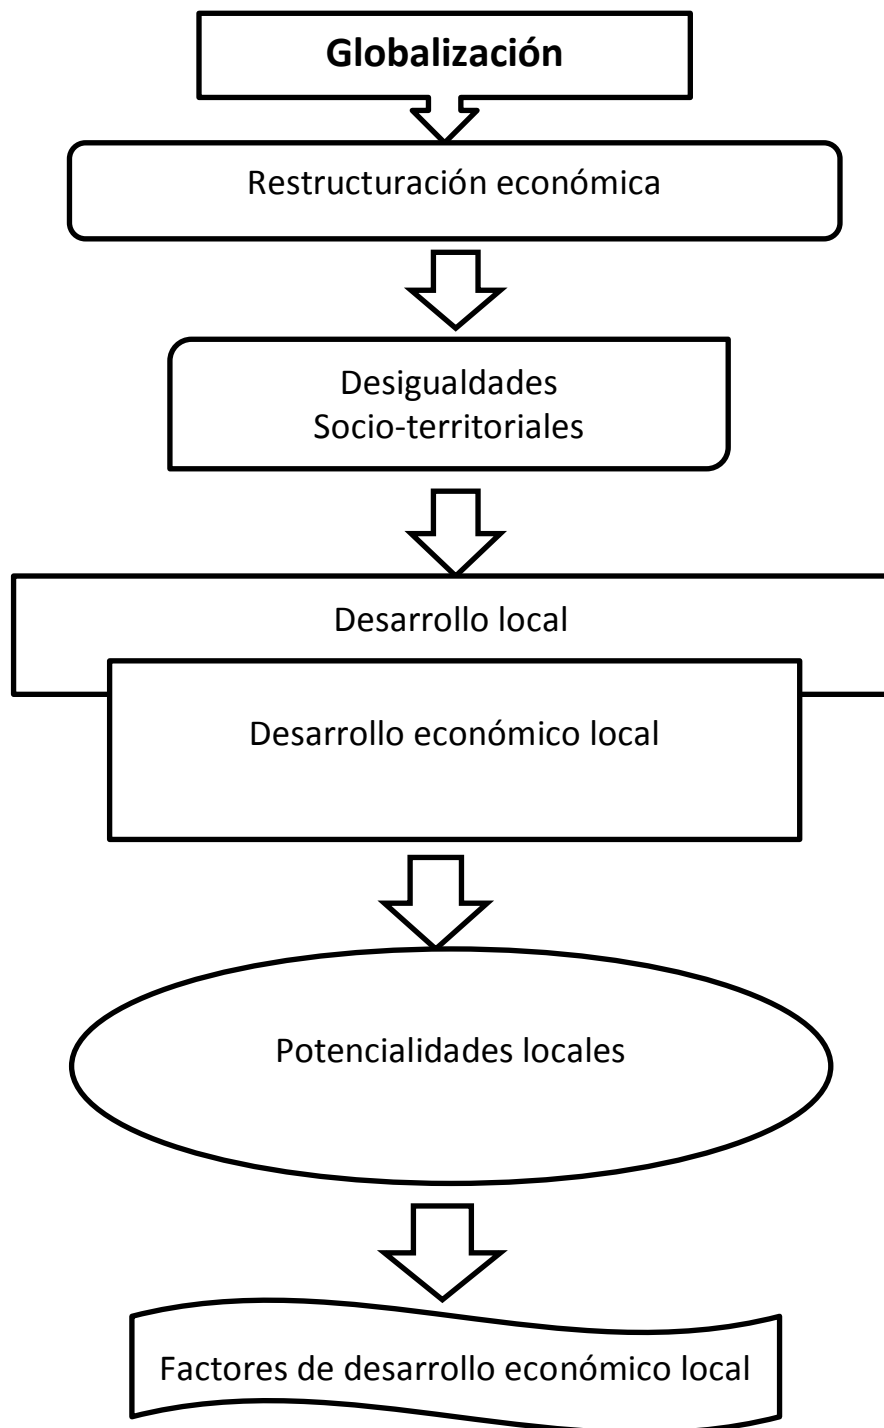 Globalización
Restructuración económica
Desigualdades
Socio-territoriales
Desarrollo local
Desarrollo económico local
Potencialidades locales
Factores de desarrollo económico local